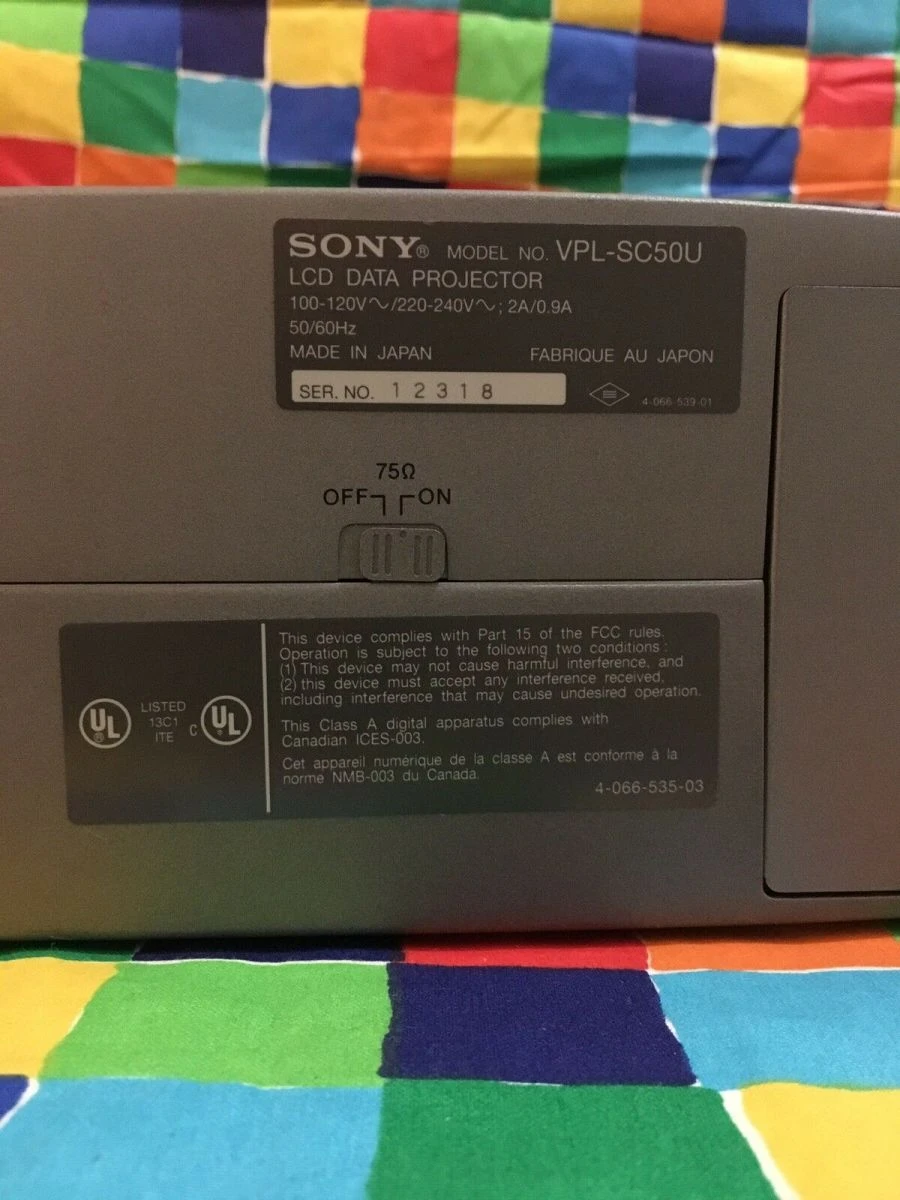 SONY® MODEL NO. VPL-SC50U
LCD DATA PROJECTOR
100-120V～/220-240V～; 2A/0.9A
50/60Hz
MADE IN JAPAN FABRIQUE AU JAPON
SER. NO. 12318 4-066-539-01
75Ω
OFF ON
This device complies with Part 15 of the FCC rules.
Operation is subject to the following two conditions :
(1) This device may not cause harmful interference, and
(2) this device must accept any interference received,
including interference that may cause undesired operation.
UL® LISTED 13C1 ITE C UL®
This Class A digital apparatus complies with
Canadian ICES-003.
Cet appareil numérique de la classe A est conforme à la
norme NMB-003 du Canada.
4-066-535-03